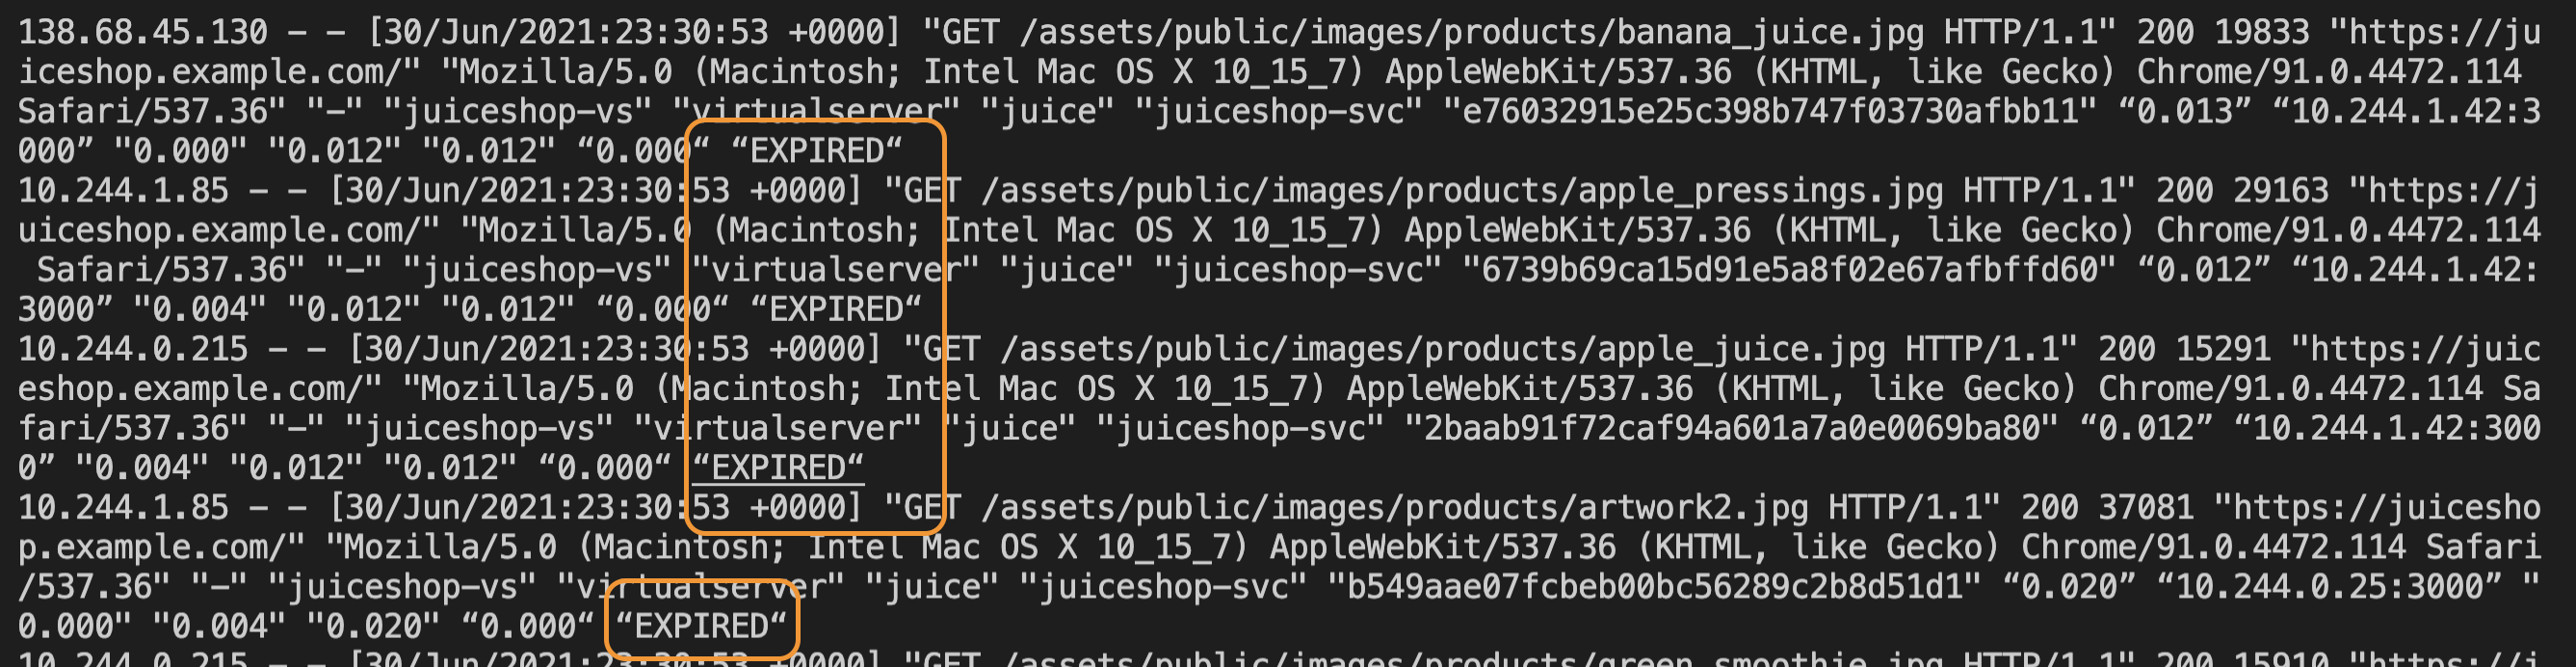 138.68.45.130 – – [30/Jun/2021:23:30:53 +0000] "GET /assets/public/images/products/banana_juice.jpg HTTP/1.1" 200 19833 "https://ju
iceshop.example.com/" "Mozilla/5.0 (Macintosh; Intel Mac OS X 10_15_7) AppleWebKit/537.36 (KHTML, like Gecko) Chrome/91.0.4472.114
Safari/537.36" "–" "juiceshop-vs" "virtualserver" "juice" "juiceshop-svc" "e76032915e25c398b747f03730afbb11" “0.013” “10.244.1.42:3
000” "0.000" "0.012" "0.012" “0.000“ “EXPIRED“
10.244.1.85 – – [30/Jun/2021:23:30:53 +0000] "GET /assets/public/images/products/apple_pressings.jpg HTTP/1.1" 200 29163 "https://j
uiceshop.example.com/" "Mozilla/5.0 (Macintosh; Intel Mac OS X 10_15_7) AppleWebKit/537.36 (KHTML, like Gecko) Chrome/91.0.4472.114
Safari/537.36" "–" "juiceshop-vs" "virtualserver" "juice" "juiceshop-svc" "6739b69ca15d91e5a8f02e67afbffd60" “0.012” “10.244.1.42:
3000” "0.004" "0.012" "0.012" “0.000“ “EXPIRED“
10.244.0.215 – – [30/Jun/2021:23:30:53 +0000] "GET /assets/public/images/products/apple_juice.jpg HTTP/1.1" 200 15291 "https://juic
eshop.example.com/" "Mozilla/5.0 (Macintosh; Intel Mac OS X 10_15_7) AppleWebKit/537.36 (KHTML, like Gecko) Chrome/91.0.4472.114 Sa
fari/537.36" "–" "juiceshop-vs" "virtualserver" "juice" "juiceshop-svc" "2baab91f72caf94a601a7a0e0069ba80" “0.012” “10.244.1.42:300
0” "0.004" "0.012" "0.012" “0.000“ “EXPIRED“
10.244.1.85 – – [30/Jun/2021:23:30:53 +0000] "GET /assets/public/images/products/artwork2.jpg HTTP/1.1" 200 37081 "https://juicesho
p.example.com/" "Mozilla/5.0 (Macintosh; Intel Mac OS X 10_15_7) AppleWebKit/537.36 (KHTML, like Gecko) Chrome/91.0.4472.114 Safari
/537.36" "–" "juiceshop-vs" "virtualserver" "juice" "juiceshop-svc" "b549aae07fcbeb00bc56289c2b8d51d1" “0.020” “10.244.0.25:3000” "
0.000" "0.004" "0.020" “0.000“ “EXPIRED“
10.244.0.215 – – [30/Jun/2021:23:30:53 +0000] "GET /assets/public/images/products/green_smoothie.jpg HTTP/1.1" 200 15910 "https://j